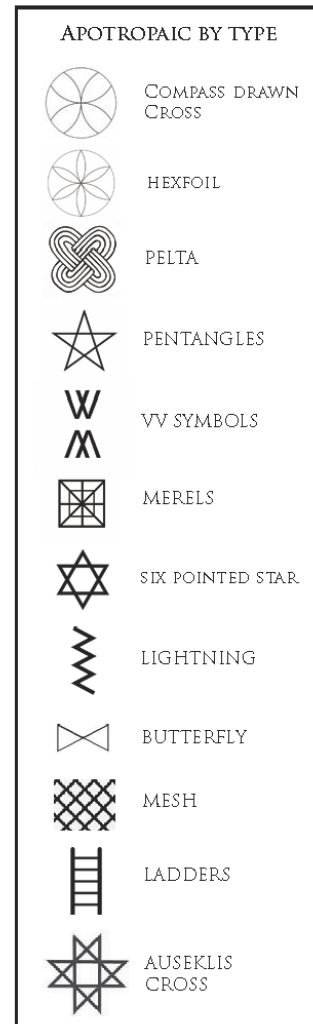 APOTROPAIC BY TYPE
COMPASS DRAWN
CROSS
HEXFOIL
PELTA
PENTANGLES
VV SYMBOLS
MERELS
SIX POINTED STAR
LIGHTNING
BUTTERFLY
MESH
LADDERS
AUSEKLIS
CROSS